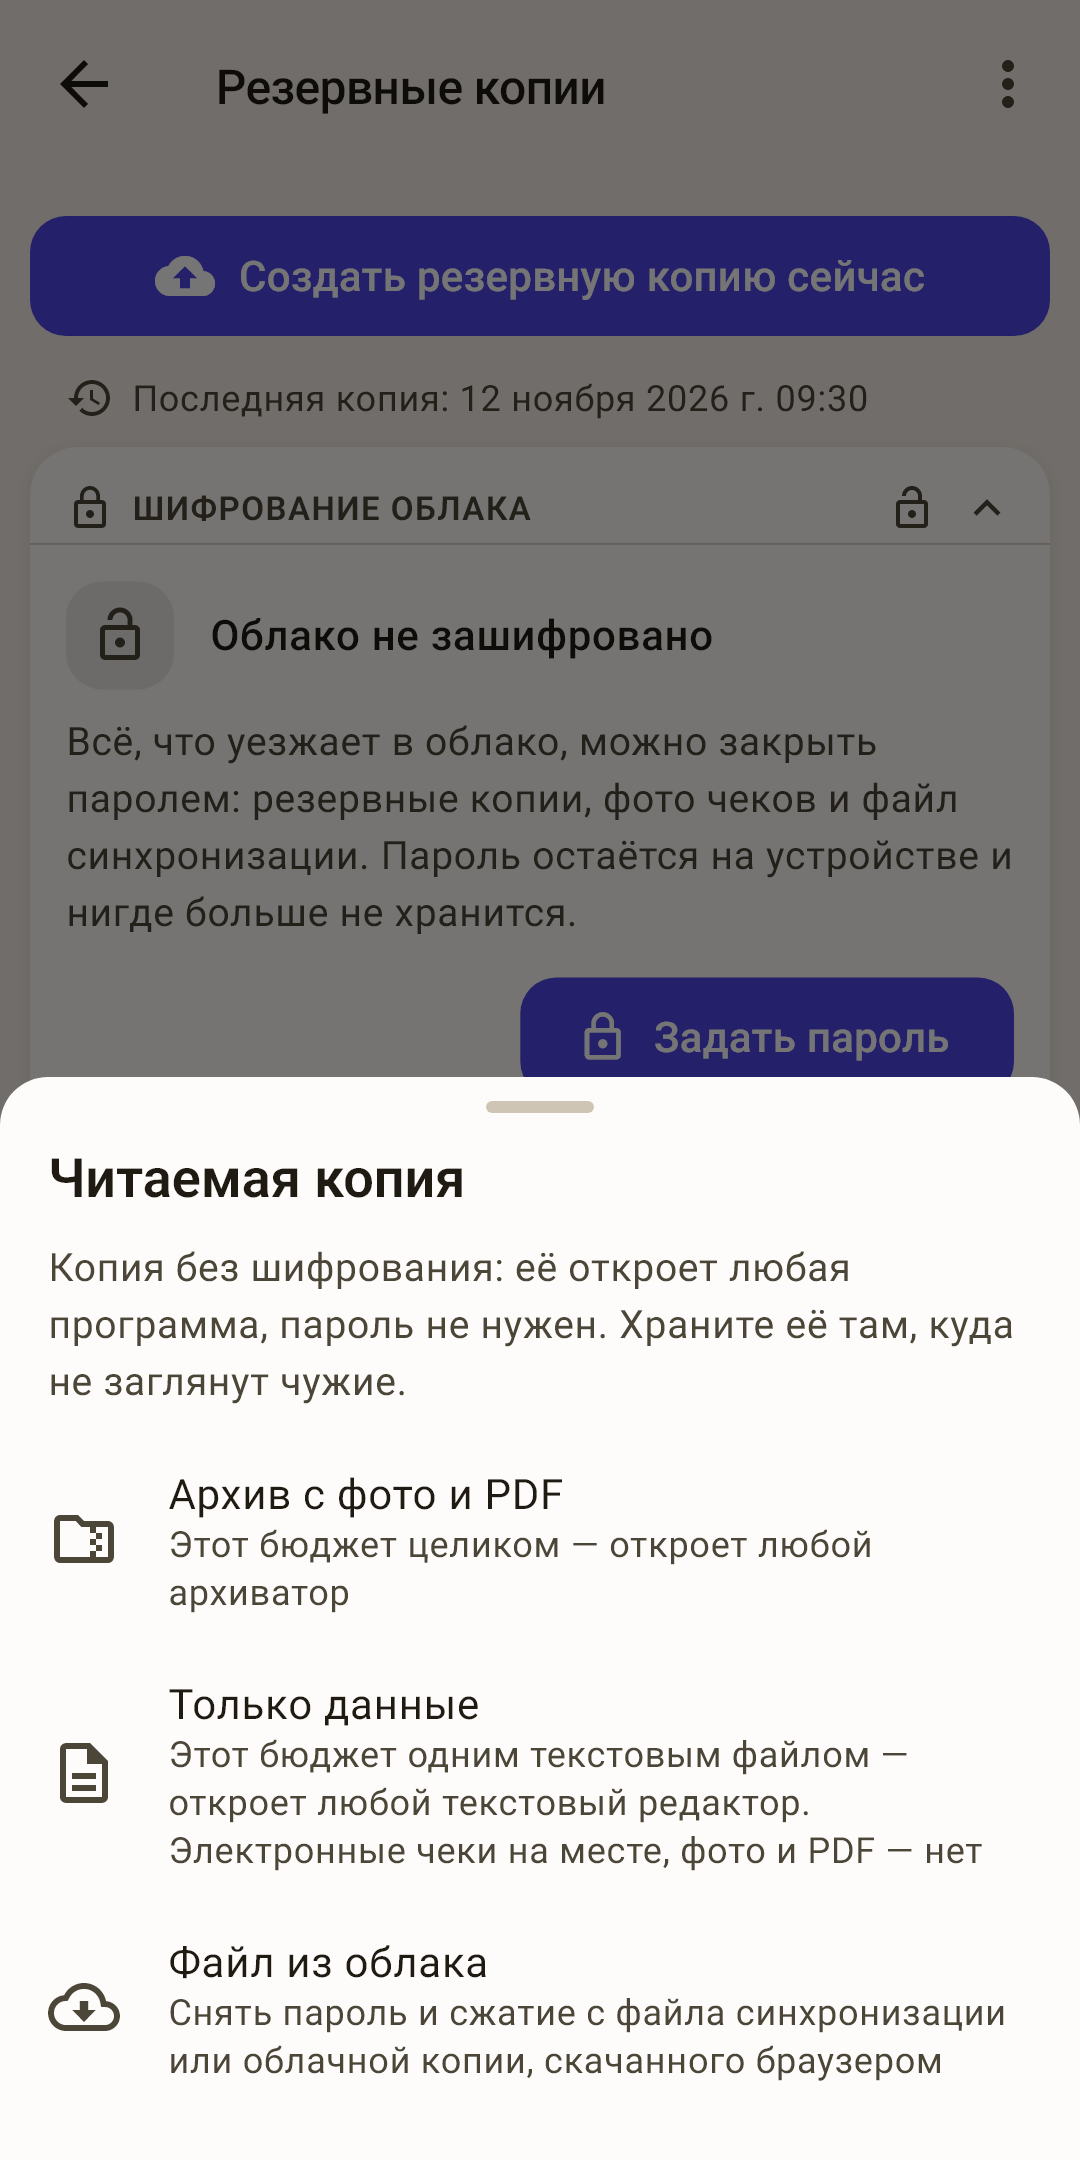 Резервные копии
Создать резервную копию сейчас
Последняя копия: 12 ноября 2026 г. 09:30
ШИФРОВАНИЕ ОБЛАКА
Облако не зашифровано
Всё, что уезжает в облако, можно закрыть
паролем: резервные копии, фото чеков и файл
синхронизации. Пароль остаётся на устройстве и
нигде больше не хранится.
Задать пароль
Читаемая копия
Копия без шифрования: её откроет любая
программа, пароль не нужен. Храните её там, куда
не заглянут чужие.
Архив с фото и PDF
Этот бюджет целиком — откроет любой
архиватор
Только данные
Этот бюджет одним текстовым файлом —
откроет любой текстовый редактор.
Электронные чеки на месте, фото и PDF — нет
Файл из облака
Снять пароль и сжатие с файла синхронизации
или облачной копии, скачанного браузером